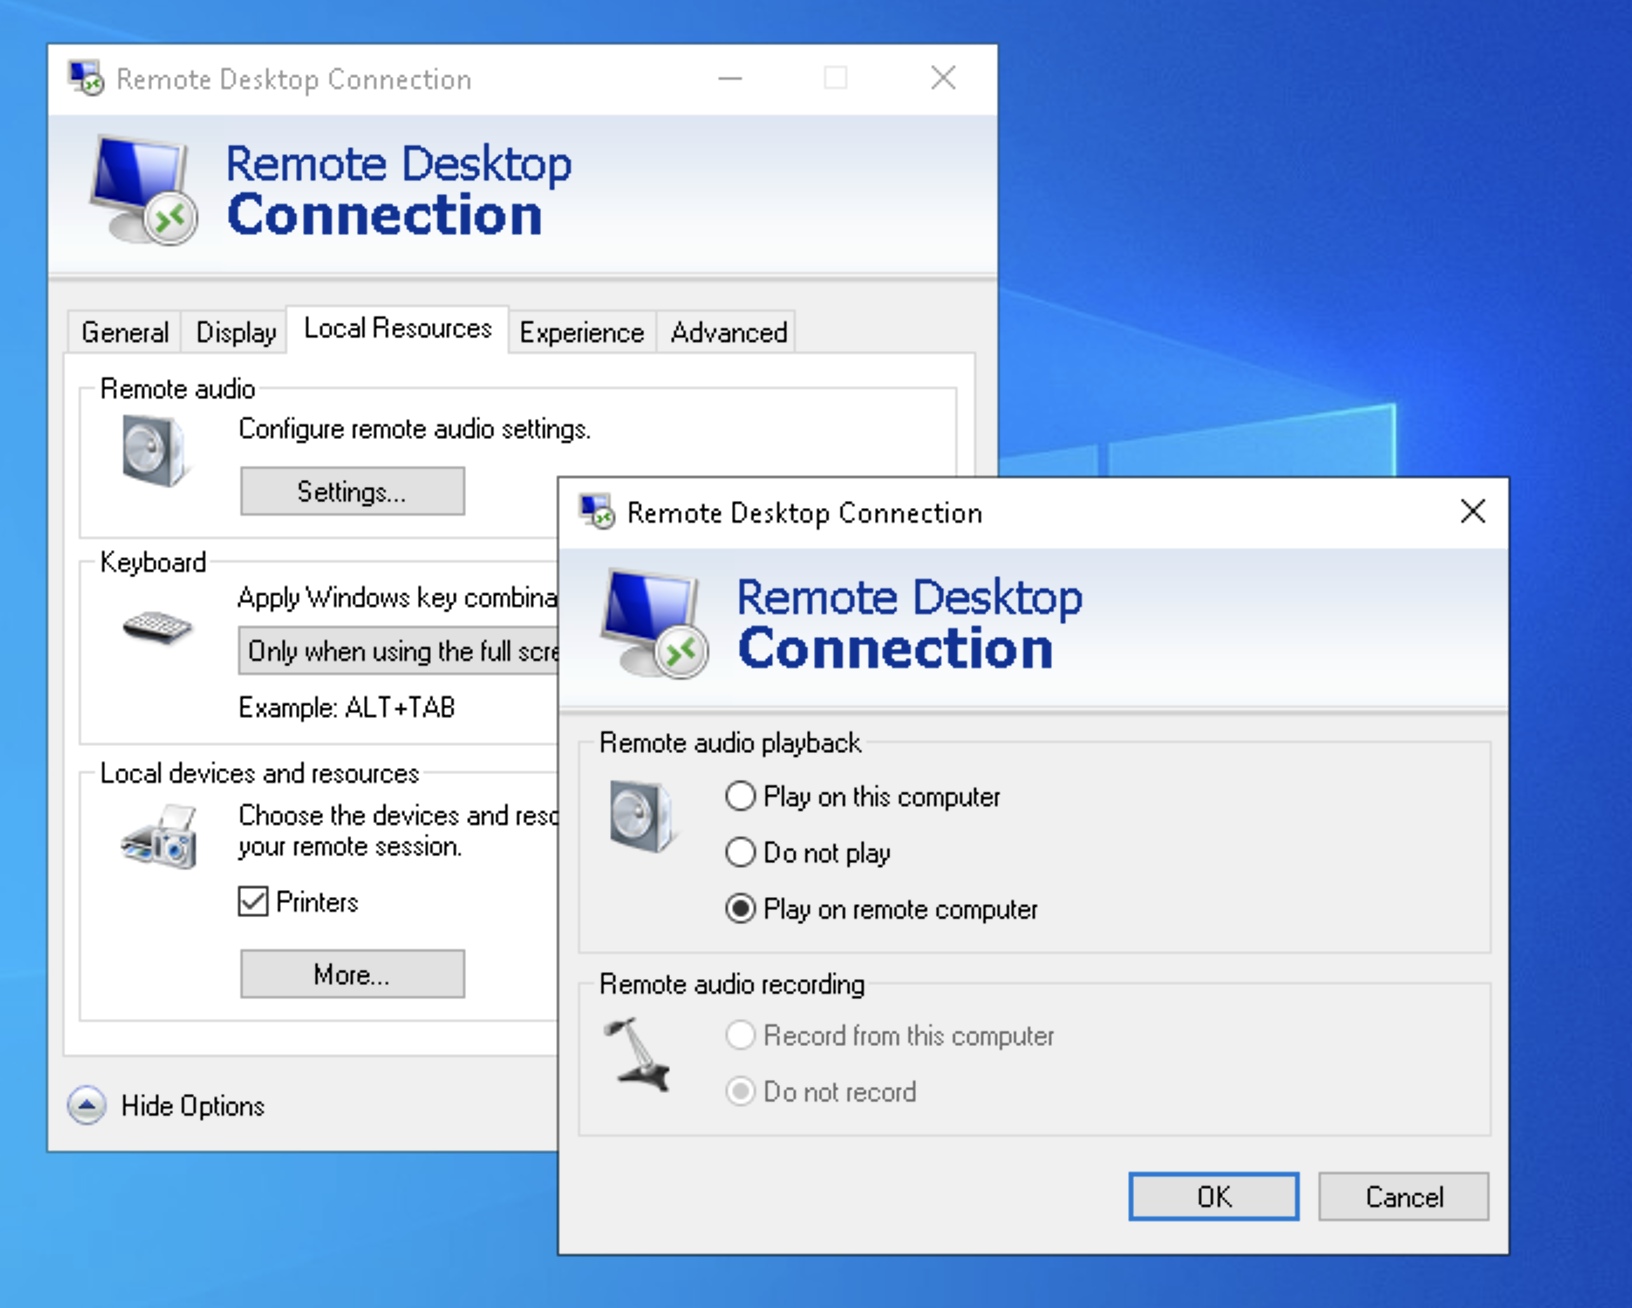 Remote Desktop Connection
Remote Desktop
Connection
General Display Local Resources Experience Advanced
Remote audio
Configure remote audio settings.
Settings...
Keyboard
Apply Windows key
Only when using the full
Example: ALT+TAB
Local devices and resources
Choose the devices and
your remote session.
Printers
More...
Hide Options
Remote Desktop Connection
Remote Desktop
Connection
Remote audio playback
Play on this computer
Do not play
Play on remote computer
Remote audio recording
Record from this computer
Do not record
OK Cancel